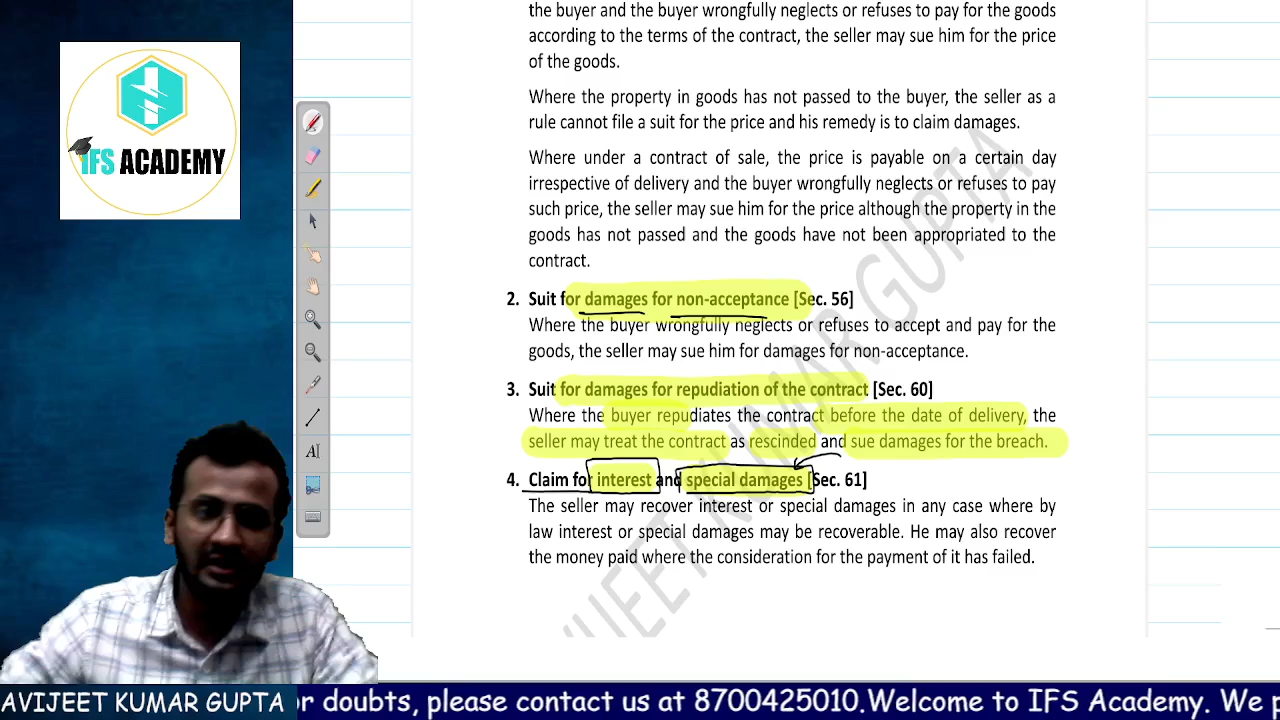 IFS ACADEMY
the buyer and the buyer wrongfully neglects or refuses to pay for the goods
according to the terms of the contract, the seller may sue him for the price
of the goods.
Where the property in goods has not passed to the buyer, the seller as a
rule cannot file a suit for the price and his remedy is to claim damages.
Where under a contract of sale, the price is payable on a certain day
irrespective of delivery and the buyer wrongfully neglects or refuses to pay
such price, the seller may sue him for the price although the property in the
goods has not passed and the goods have not been appropriated to the
contract.
2. Suit for damages for non-acceptance [Sec. 56]
Where the buyer wrongfully neglects or refuses to accept and pay for the
goods, the seller may sue him for damages for non-acceptance.
3. Suit for damages for repudiation of the contract [Sec. 60]
Where the buyer repudiates the contract before the date of delivery, the
seller may treat the contract as rescinded and sue damages for the breach.
4. Claim for interest and special damages [Sec. 61]
The seller may recover interest or special damages in any case where by
law interest or special damages may be recoverable. He may also recover
the money paid where the consideration for the payment of it has failed.
JEET KUMAR GUPTA
AVIJEET KUMAR GUPTA
or doubts, please contact us at 8700425010.Welcome to IFS Academy. We p